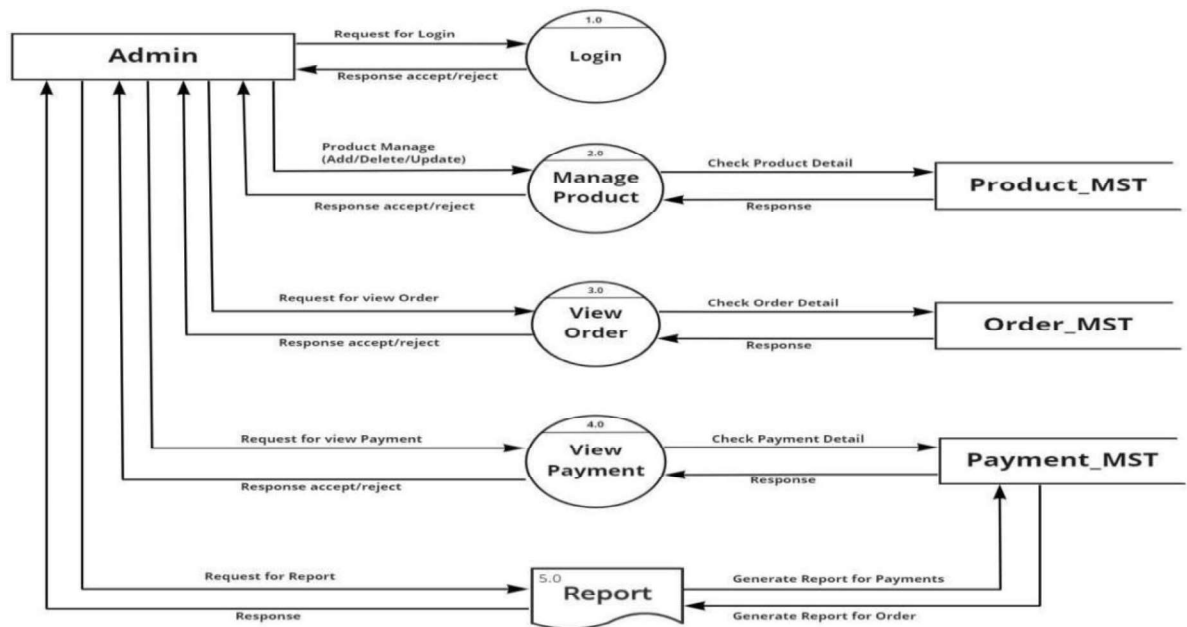 1.0
Request for Login
Admin
Login
Response accept/reject
Product Manage
(Add/Delete/Update)
2.0
Check Product Detail
Manage
Product
Product_MST
Response accept/reject
Response
3.0
Request for view Order
Check Order Detail
View
Order
Order_MST
Response accept/reject
Response
4.0
Request for view Payment
Check Payment Detail
View
Payment
Payment_MST
Response accept/reject
Response
5.0
Request for Report
Generate Report for Payments
Report
Response
Generate Report for Order